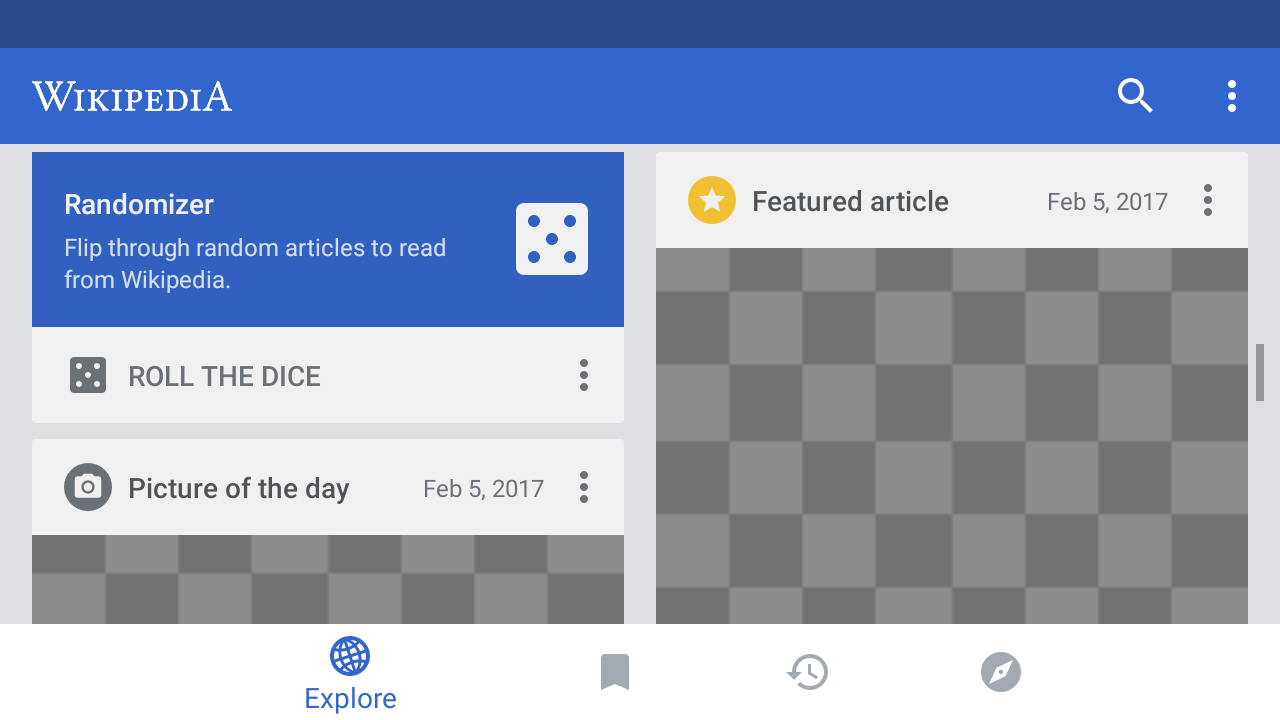 WIKIPEDIA
Randomizer
Flip through random articles to read
from Wikipedia.
ROLL THE DICE
Picture of the day
Feb 5, 2017
Featured article
Feb 5, 2017
Explore